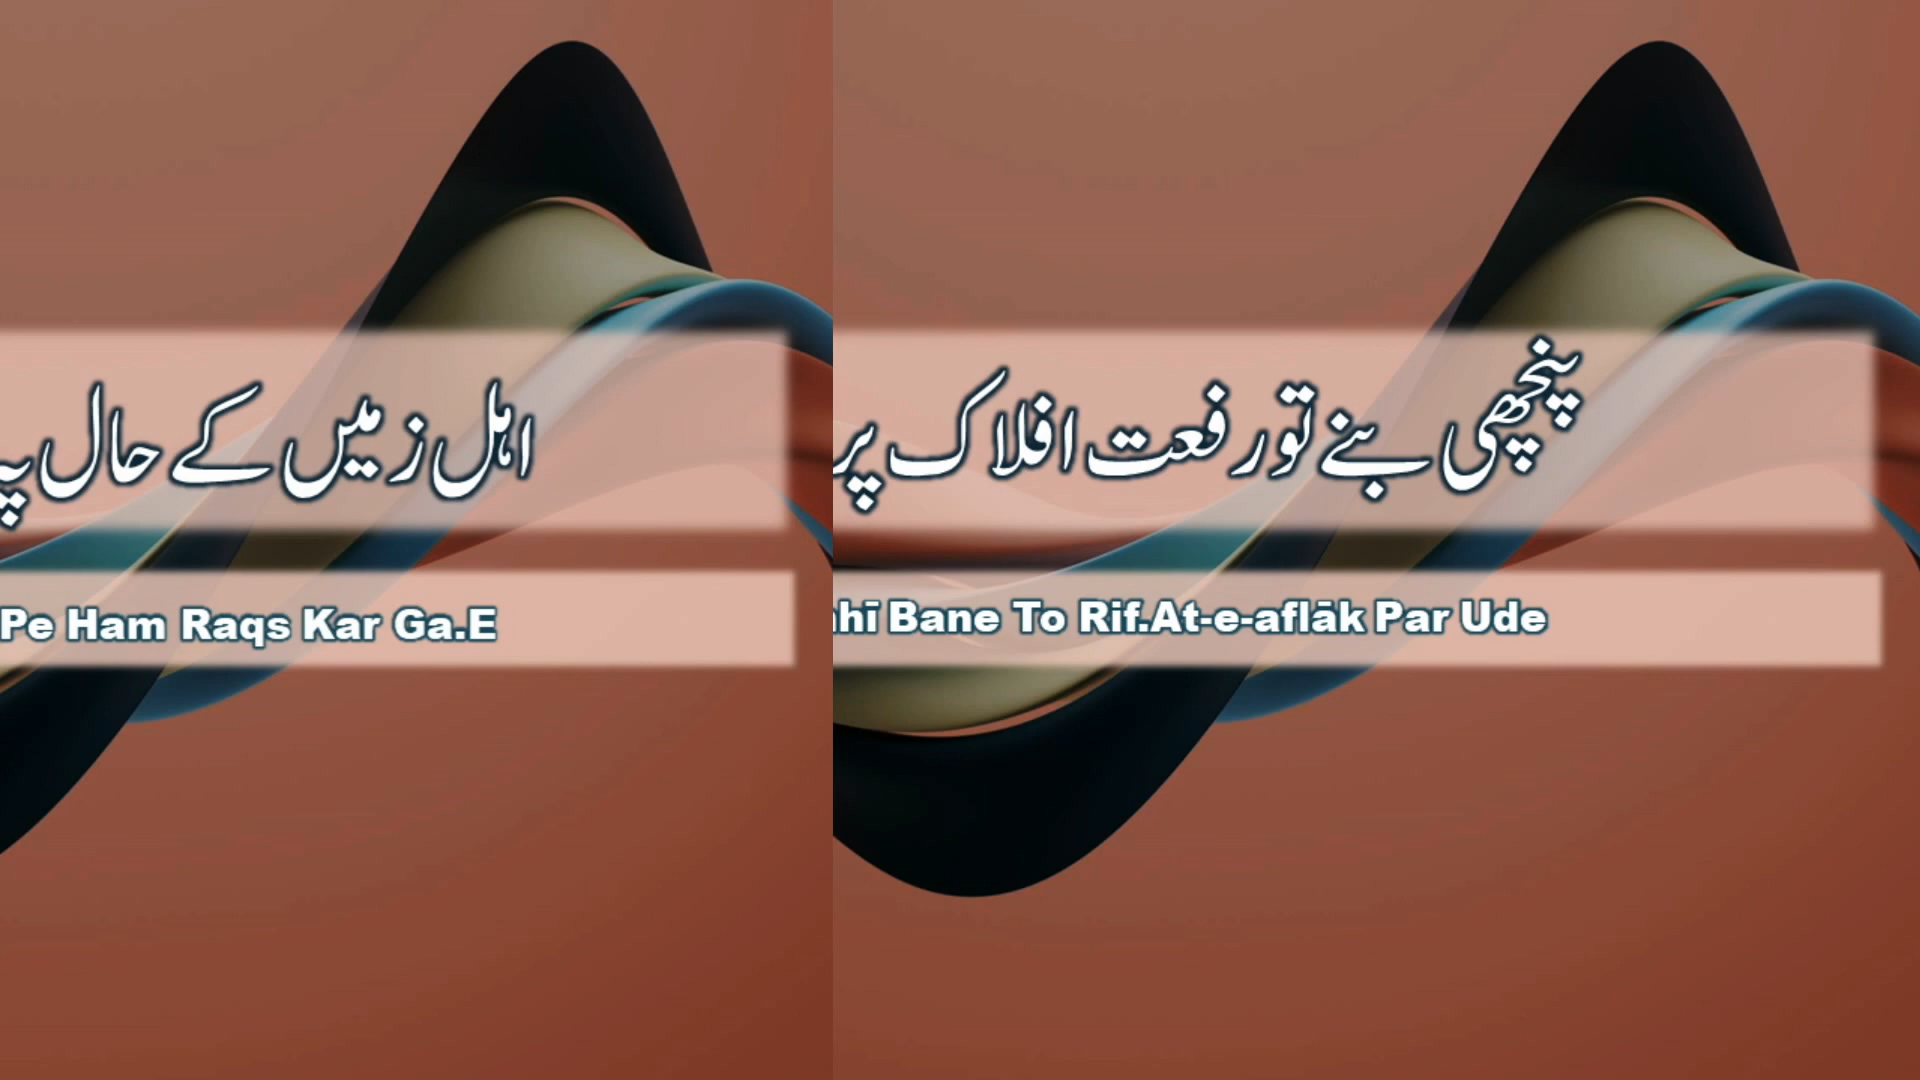 اہل زمیں کے حال پہ
Pe Ham Raqs Kar Ga.E
پنچھی بنے تو رفعت افلاک پر
Bane To Rif.At-e-aflāk Par Ude